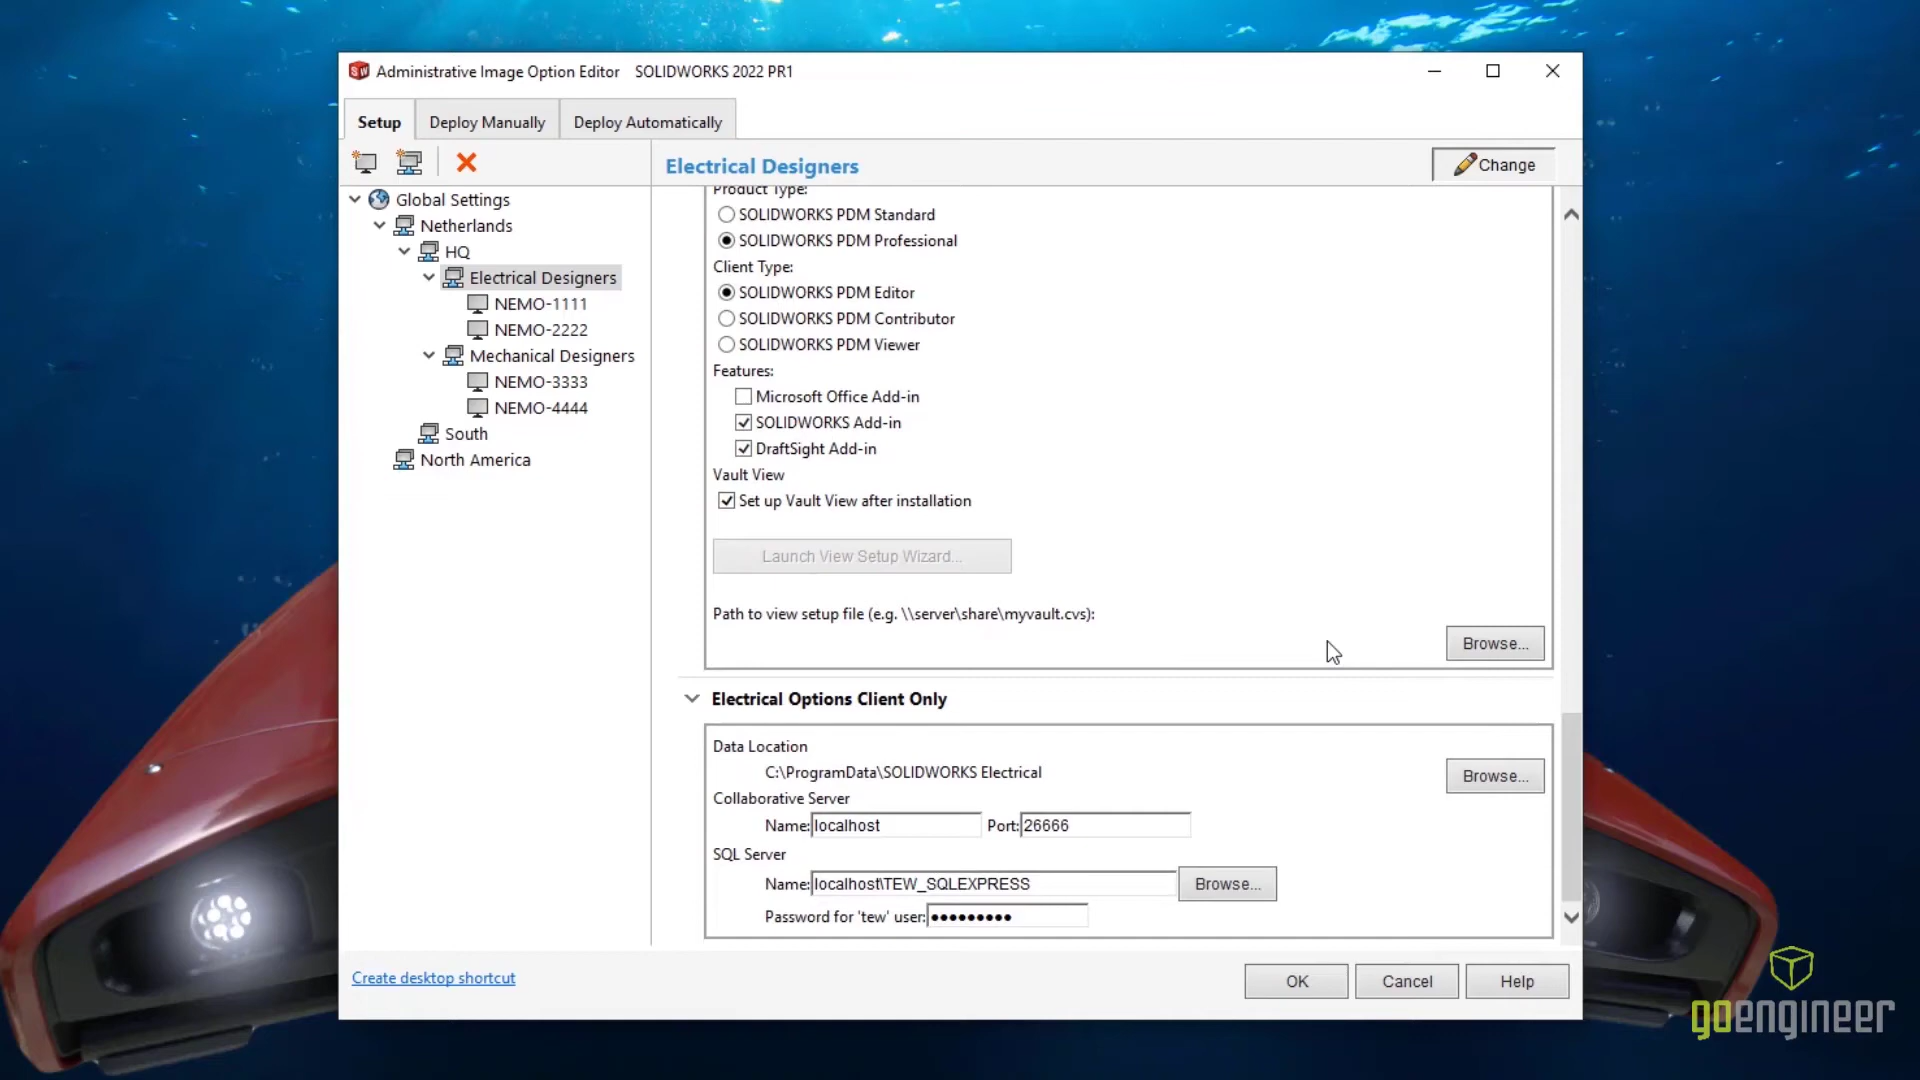 Administrative Image Option Editor SOLIDWORKS 2022 PR1
Setup
Deploy Manually
Deploy Automatically
Electrical Designers
Change
Global Settings
Netherlands
HQ
Electrical Designers
NEMO-1111
NEMO-2222
Mechanical Designers
NEMO-3333
NEMO-4444
South
North America
Product Type:
SOLIDWORKS PDM Standard
SOLIDWORKS PDM Professional
Client Type:
SOLIDWORKS PDM Editor
SOLIDWORKS PDM Contributor
SOLIDWORKS PDM Viewer
Features:
Microsoft Office Add-in
SOLIDWORKS Add-in
DraftSight Add-in
Vault View
Set up Vault View after installation
Launch View Setup Wizard...
Path to view setup file (e.g. \\server\share\myvault.cvs):
Browse...
Electrical Options Client Only
Data Location
C:\ProgramData\SOLIDWORKS Electrical
Browse...
Collaborative Server
Name: localhost Port: 26666
SQL Server
Name: localhost\TEW_SQLEXPRESS Browse...
Password for 'tew' user: ●●●●●●●●●
Create desktop shortcut
OK
Cancel
Help
goengineer